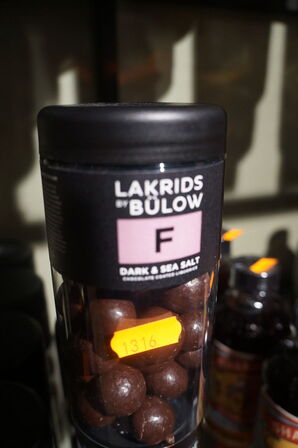 LAKRIDS
BY BÜLOW
F
DARK & SEA SALT
CHOCOLATE COATED LIQUORICE
1316